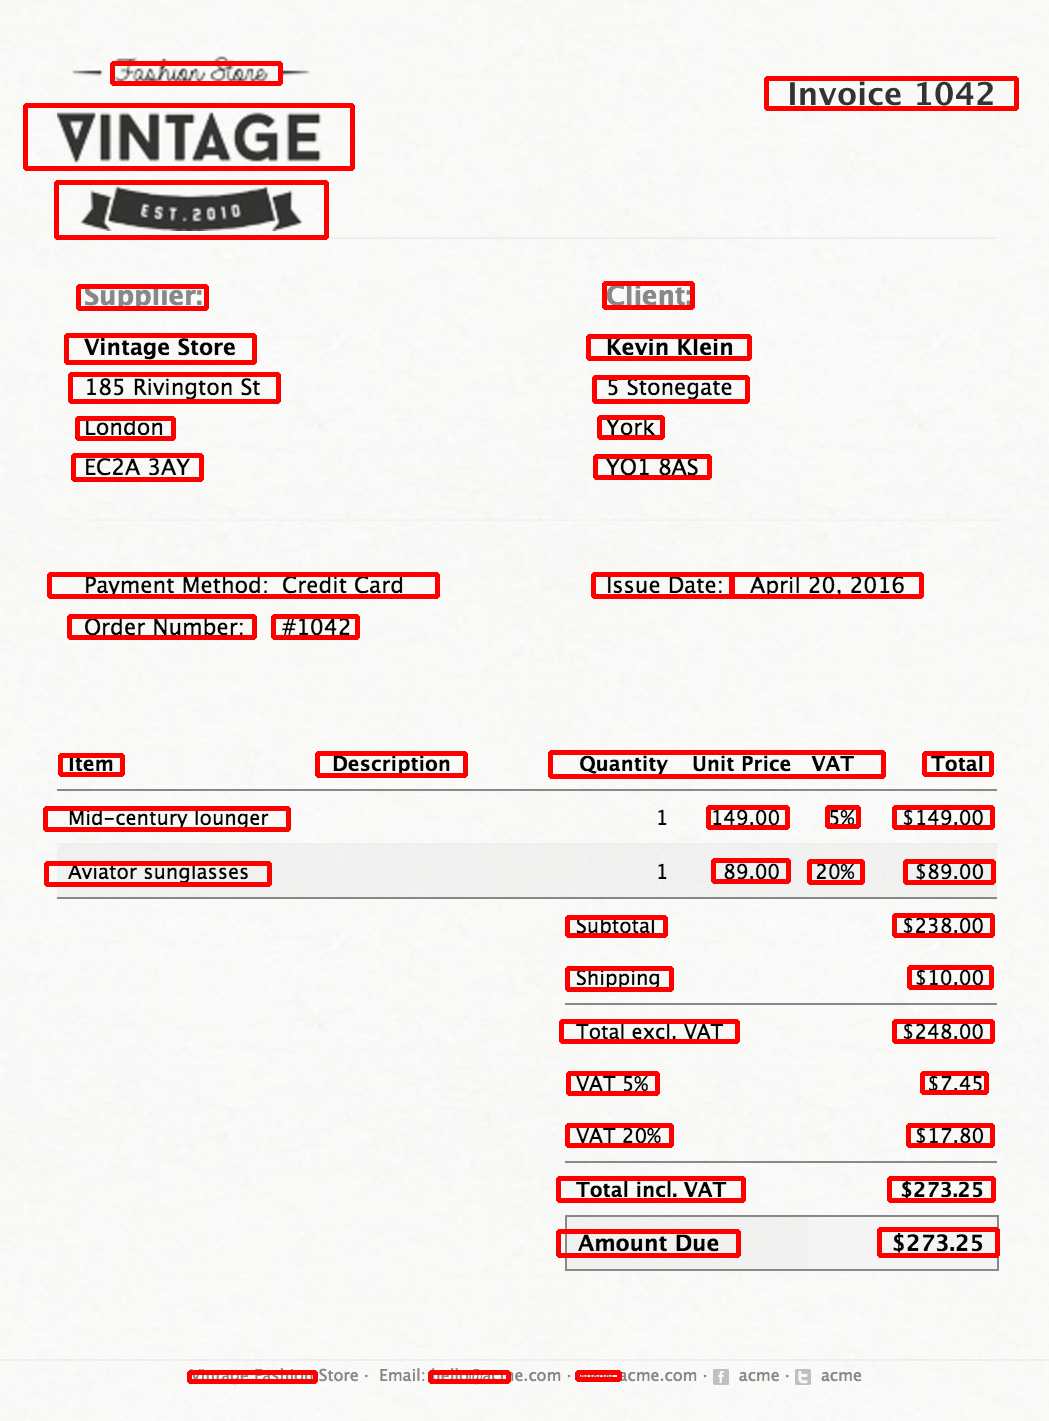 Fashion Store
VINTAGE
EST.2010
Invoice 1042
Supplier:
Vintage Store
185 Rivington St
London
EC2A 3AY
Client:
Kevin Klein
5 Stonegate
York
YO1 8AS
Payment Method: Credit Card
Order Number: #1042
Issue Date: April 20, 2016
Item Description Quantity Unit Price VAT Total
Mid-century lounger 1 149.00 5% $149.00
Aviator sunglasses 1 89.00 20% $89.00
Subtotal $238.00
Shipping $10.00
Total excl. VAT $248.00
VAT 5% $7.45
VAT 20% $17.80
Total incl. VAT $273.25
Amount Due $273.25
Vintage Fashion Store · Email: hello@acme.com · www.acme.com · acme · acme